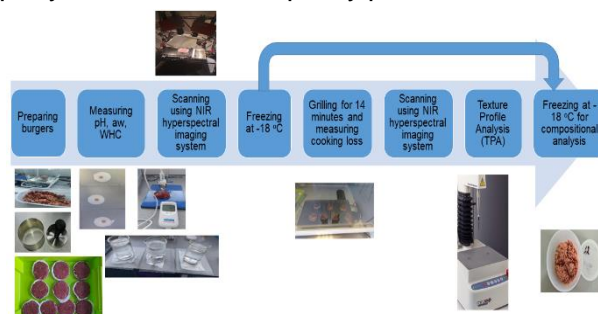 Preparing
burgers
Measuring
pH, aw,
WHC
Scanning
using NIR
hyperspectral
imaging
system
Freezing
at -18 °C
Grilling for 14
minutes and
measuring
cooking loss
Scanning
using NIR
hyperspectral
imaging
system
Texture
Profile
Analysis
(TPA)
Freezing at -
18 °C for
compositional
analysis